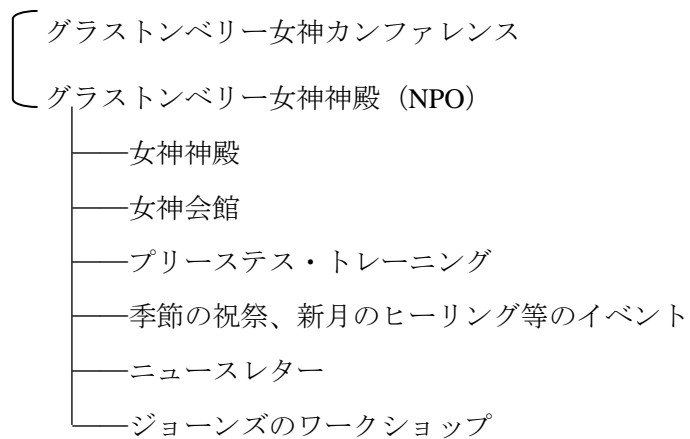 グラストンベリー女神カンファレンス
グラストンベリー女神神殿（NPO）
女神神殿
女神会館
プリーステス・トレーニング
季節の祝祭、新月のヒーリング等のイベント
ニュースレター
ジョーンズのワークショップ